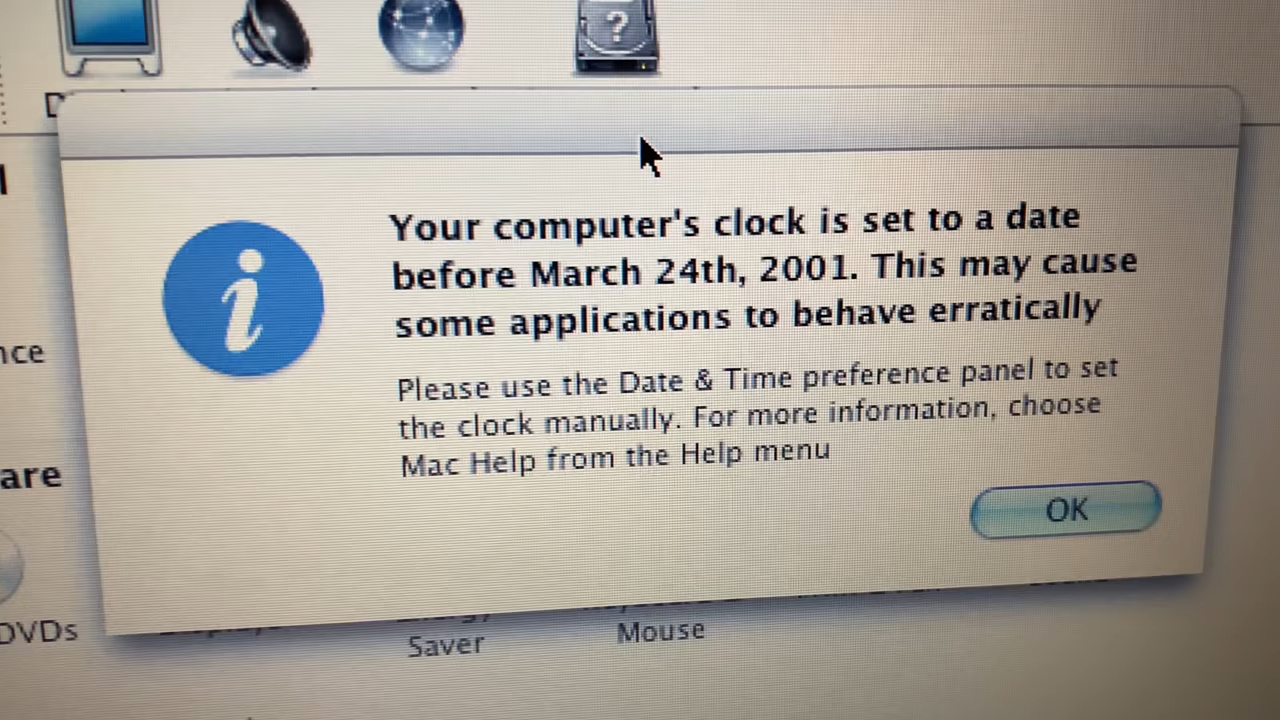 Your computer's clock is set to a date
before March 24th, 2001. This may cause
some applications to behave erratically
Please use the Date & Time preference panel to set
the clock manually. For more information, choose
Mac Help from the Help menu
OK
DVDs
Saver
Mouse